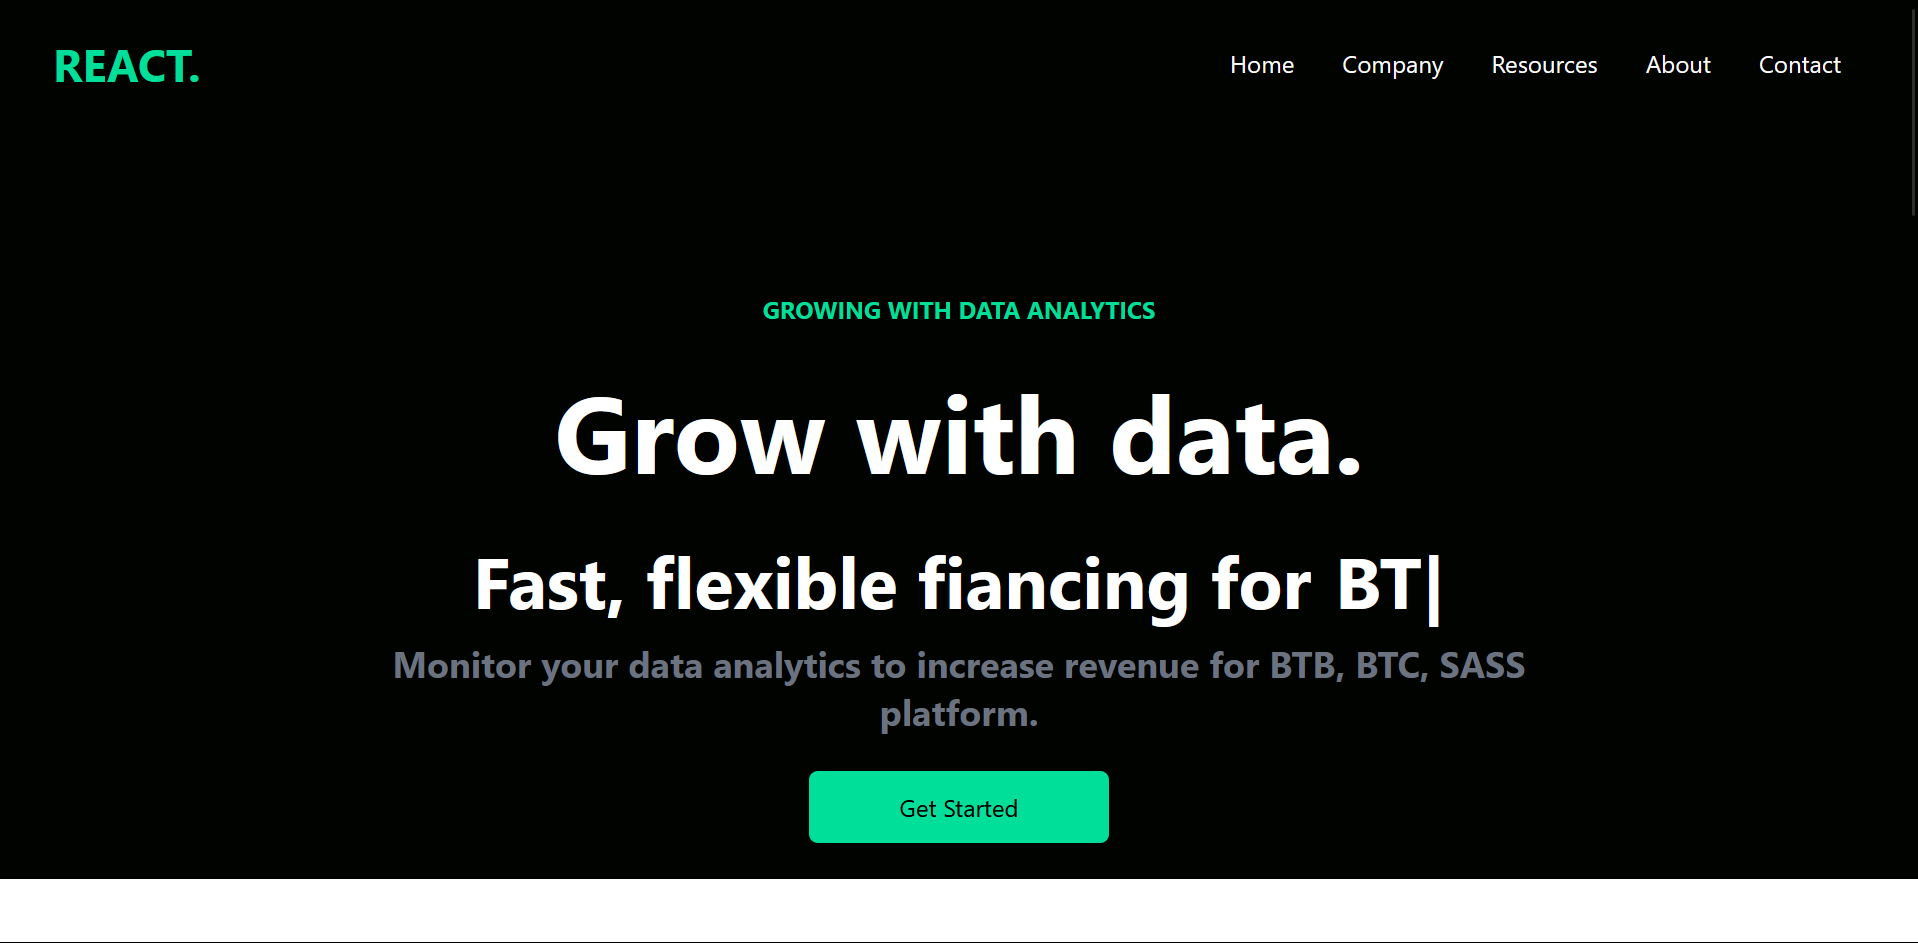 REACT.
Home Company Resources About Contact
GROWING WITH DATA ANALYTICS
Grow with data.
Fast, flexible fiancing for BT|
Monitor your data analytics to increase revenue for BTB, BTC, SASS
platform.
Get Started